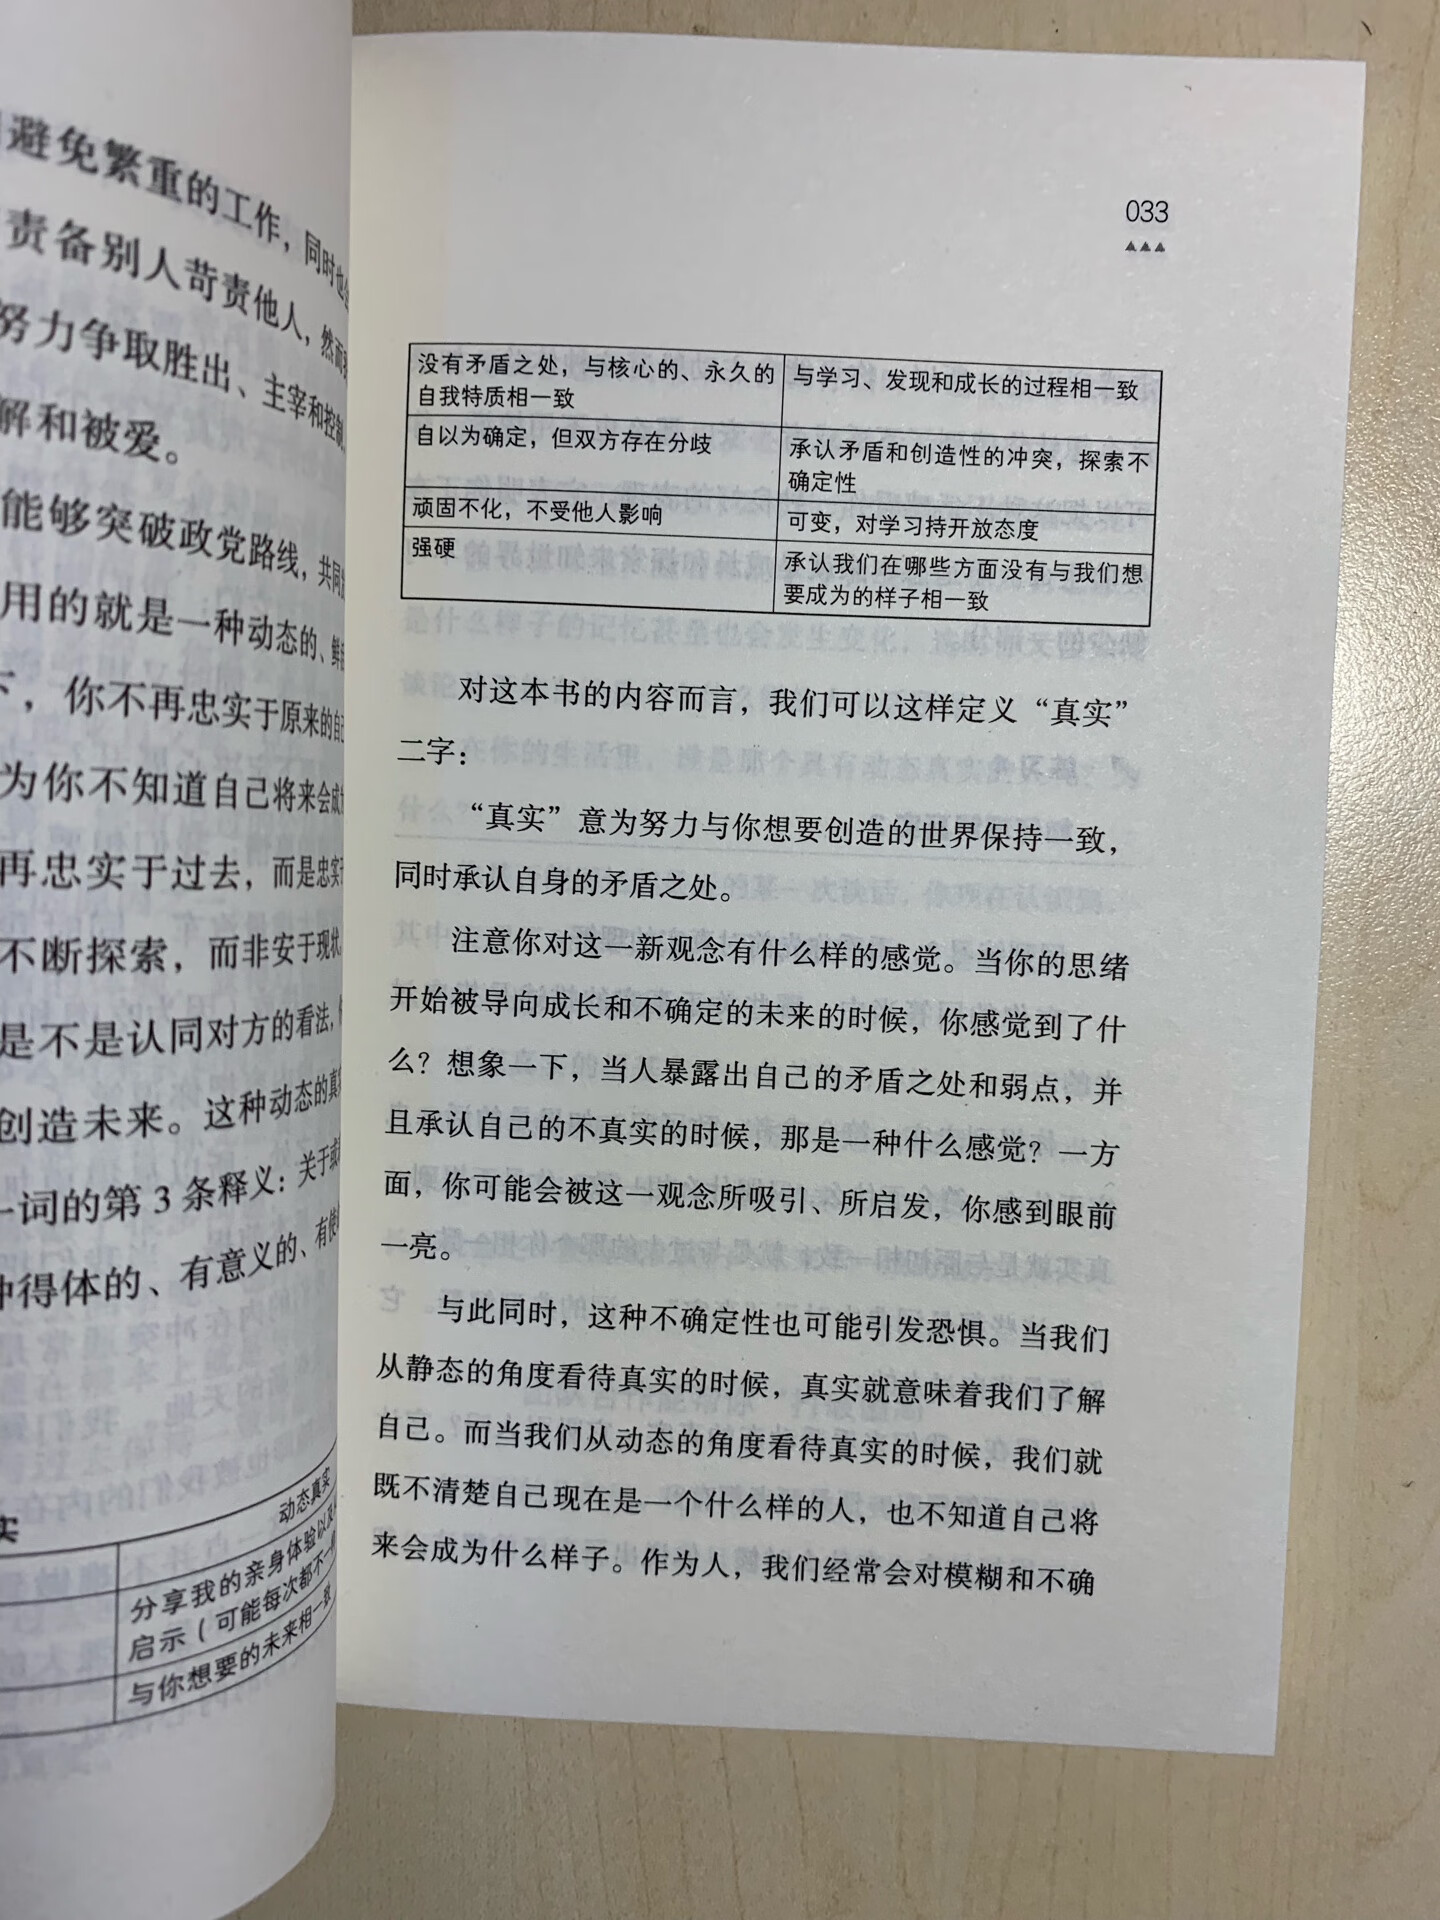 避免繁重的工作，同时也
责备别人苛责他人，然而
努力争取胜出、主宰和控制
解和被爱。
能够突破政党路线，共同
用的就是一种动态的、鲜
，你不再忠实于原来的自己
为你不知道自己将来会成
再忠实于过去，而是忠实
不断探索，而非安于现状
是不是认同对方的看法，
创造未来。这种动态的真实
一词的第 3 条释义：关于或
种得体的、有意义的、有使
实
动态真实
分享我的亲身体验以及
启示（可能每次都不一
与你想要的未来相一致
033
没有矛盾之处，与核心的、永久的
自我特质相一致
与学习、发现和成长的过程相一致
自以为确定，但双方存在分歧
承认矛盾和创造性的冲突，探索不
确定性
顽固不化，不受他人影响
可变，对学习持开放态度
强硬
承认我们在哪些方面没有与我们想
要成为的样子相一致
对这本书的内容而言，我们可以这样定义“真实”
二字：
“真实”意为努力与你想要创造的世界保持一致，
同时承认自身的矛盾之处。
注意你对这一新观念有什么样的感觉。当你的思绪
开始被导向成长和不确定的未来的时候，你感觉到了什
么？想象一下，当人暴露出自己的矛盾之处和弱点，并
且承认自己的不真实的时候，那是一种什么感觉？一方
面，你可能会被这一观念所吸引、所启发，你感到眼前
一亮。
与此同时，这种不确定性也可能引发恐惧。当我们
从静态的角度看待真实的时候，真实就意味着我们了解
自己。而当我们从动态的角度看待真实的时候，我们就
既不清楚自己现在是一个什么样的人，也不知道自己将
来会成为什么样子。作为人，我们经常会对模糊和不确